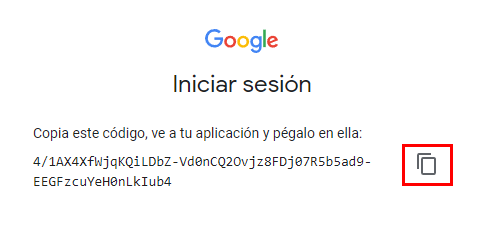 Google
Iniciar sesión
Copia este código, ve a tu aplicación y pégalo en ella:
4/1AX4XfWjqKQiLDbZ-Vd0nCQ2Ovjz8FDj07R5b5ad9-
EEGFzcuYeH0nLkIub4